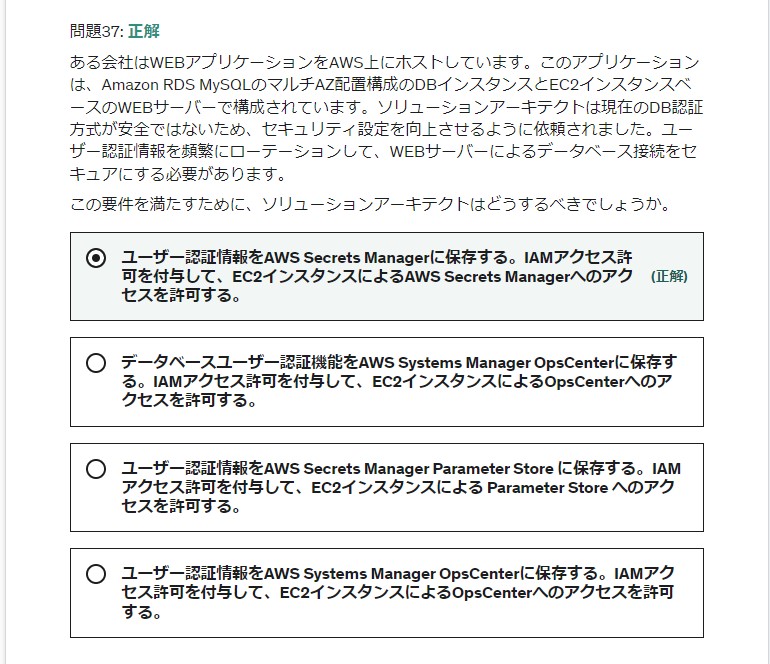 問題37: 正解
ある会社はWEBアプリケーションをAWS上にホストしています。このアプリケーション
は、Amazon RDS MySQLのマルチAZ配置構成のDBインスタンスとEC2インスタンスベ
ースのWEBサーバーで構成されています。ソリューションアーキテクトは現在のDB認証
方式が安全ではないため、セキュリティ設定を向上させるように依頼されました。ユー
ザー認証情報を頻繁にローテーションして、WEBサーバーによるデータベース接続をセ
キュアにする必要があります。
この要件を満たすために、ソリューションアーキテクトはどうするべきでしょうか。
ユーザー認証情報をAWS Secrets Managerに保存する。IAMアクセス許
可を付与して、EC2インスタンスによるAWS Secrets Managerへのアク
セスを許可する。
(正解)
データベースユーザー認証機能をAWS Systems Manager OpsCenterに保存す
る。IAMアクセス許可を付与して、EC2インスタンスによるOpsCenterへのア
クセスを許可する。
ユーザー認証情報をAWS Secrets Manager Parameter Store に保存する。IAM
アクセス許可を付与して、EC2インスタンスによる Parameter Store へのアク
セスを許可する。
ユーザー認証情報をAWS Systems Manager OpsCenterに保存する。IAMアク
セス許可を付与して、EC2インスタンスによるOpsCenterへのアクセスを許可
する。